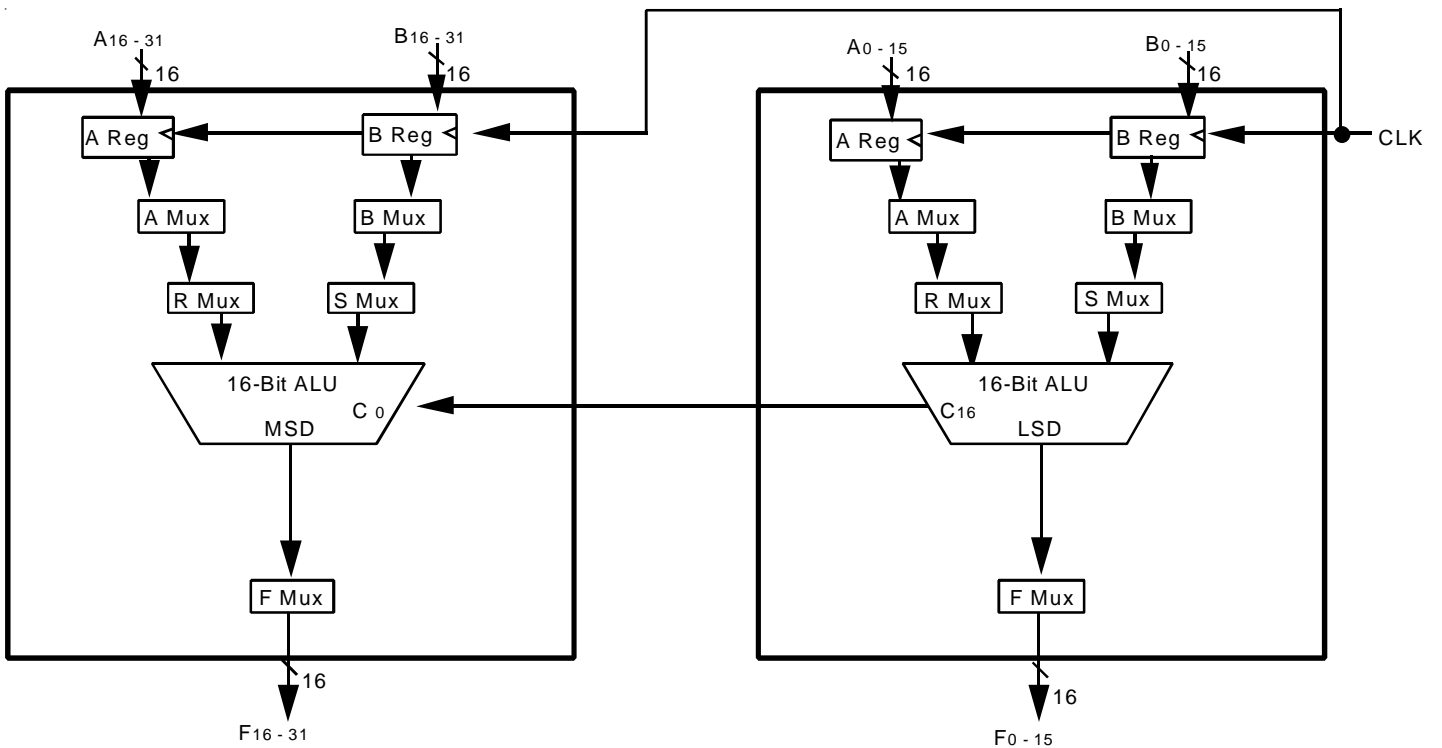 A16 - 31
B16 - 31
A0 - 15
B0 - 15
16
16
16
16
A Reg
B Reg
A Reg
B Reg
CLK
A Mux
B Mux
A Mux
B Mux
R Mux
S Mux
R Mux
S Mux
16-Bit ALU
C 0
MSD
16-Bit ALU
C16
LSD
F Mux
F Mux
16
16
F16 - 31
F0 - 15